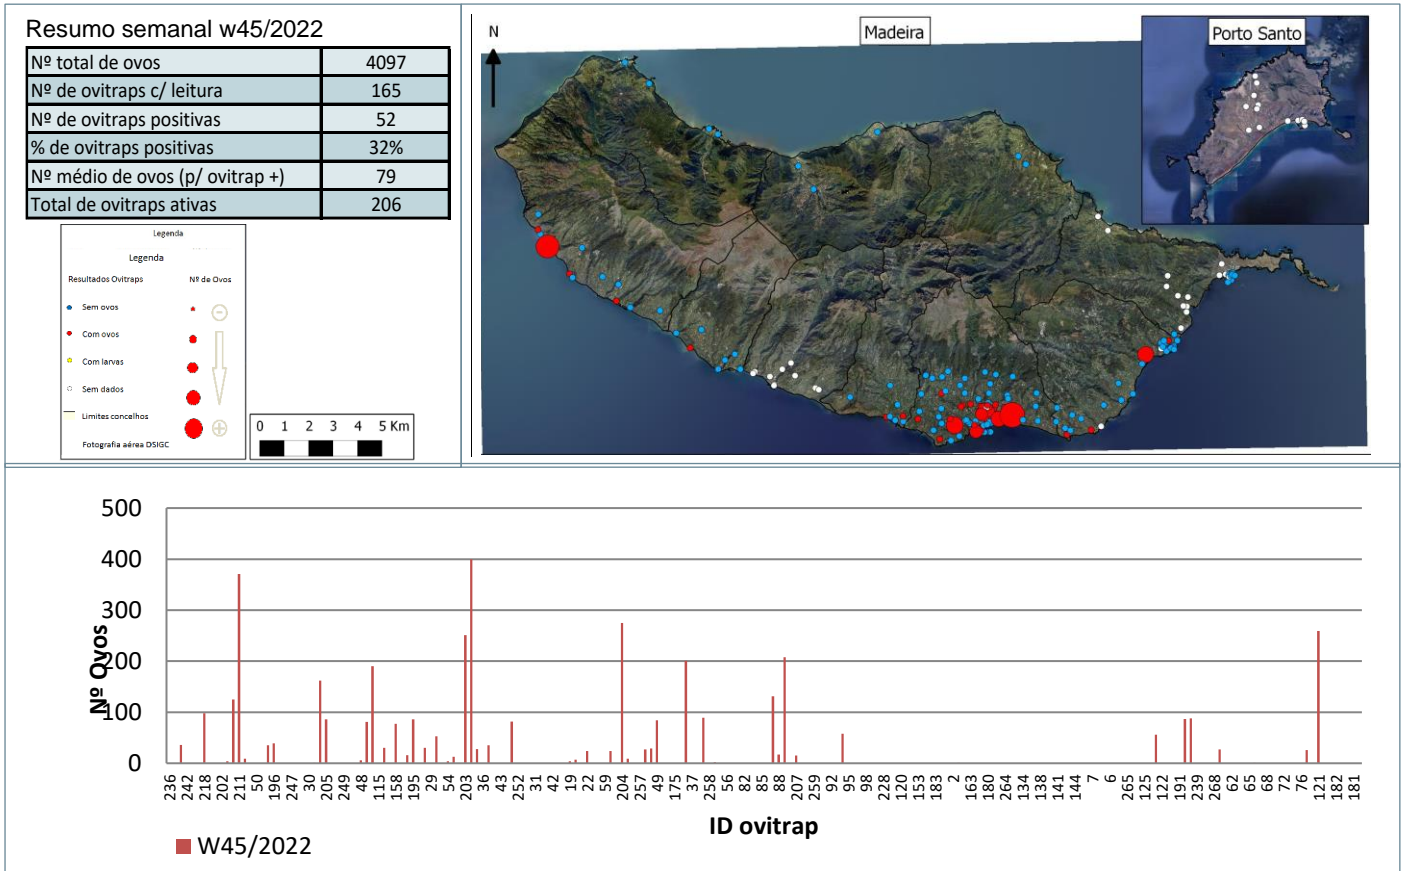 Resumo semanal w45/2022
Nº total de ovos 4097
Nº de ovitraps c/ leitura 165
Nº de ovitraps positivas 52
% de ovitraps positivas 32%
Nº médio de ovos (p/ ovitrap +) 79
Total de ovitraps ativas 206
Legenda
Legenda
Resultados Ovitraps Nº de Ovos
Sem ovos
Com ovos
Com larvas
Sem dados
Limites concelhos
Fotografia aérea DSIGC
0 1 2 3 4 5 Km
N
Madeira
Porto Santo
500
400
300
200
100
0
Nº Ovos
236 242 218 202 211 50 196 247 30 205 249 48 115 158 195 29 54 203 36 43 252 31 42 19 22 59 204 257 49 175 37 258 56 82 85 88 207 259 92 95 98 228 120 153 183 2 163 180 264 134 138 141 144 7 6 265 125 122 191 239 268 62 65 68 72 76 121 182 181
ID ovitrap
W45/2022